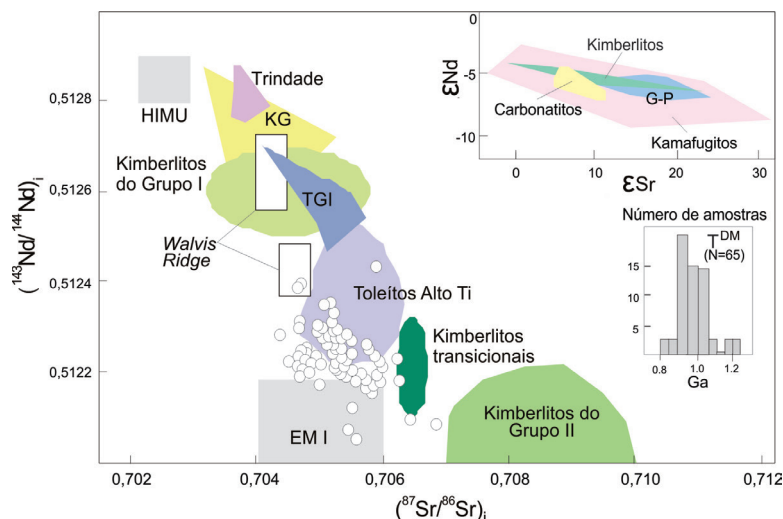 0,5128
0,5126
0,5124
0,5122
(¹⁴³Nd/¹⁴⁴Nd)ᵢ
0,702
0,704
0,706
0,708
0,710
0,712
(⁸⁷Sr/⁸⁶Sr)ᵢ
HIMU
Trindade
KG
Kimberlitos
do Grupo I
TGI
Walvis
Ridge
Toleítos Alto Ti
Kimberlitos
transicionais
EM I
Kimberlitos do
Grupo II
0
-5
-10
εNd
Kimberlitos
Carbonatitos
G-P
Kamafugitos
0
10
20
30
εSr
Número de amostras
Tᴰᴹ
(N=65)
15
10
5
0.8
1.0
1.2
Ga